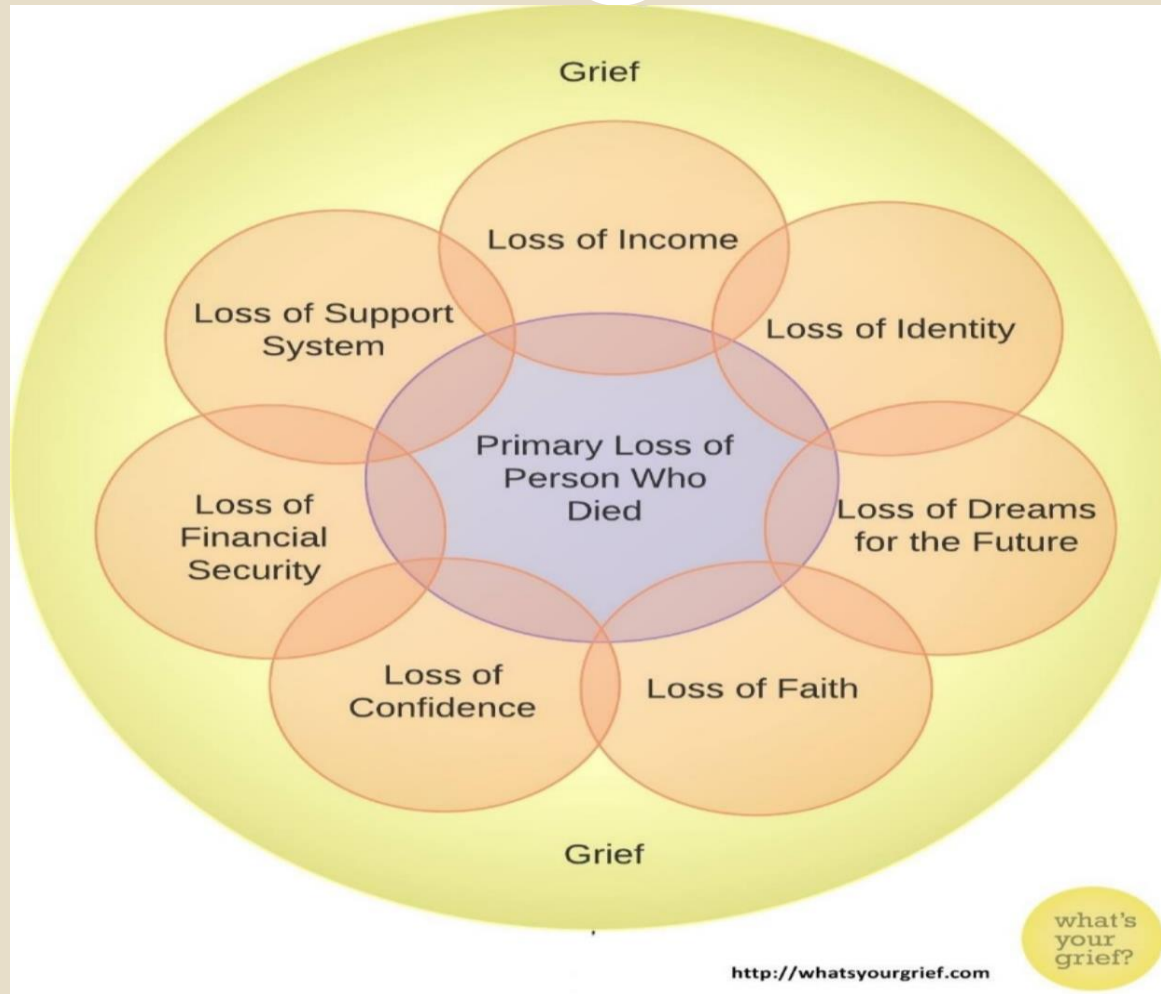 Grief
Loss of Income
Loss of Support
System
Loss of Identity
Primary Loss of
Person Who
Died
Loss of
Financial
Security
Loss of Dreams
for the Future
Loss of
Confidence
Loss of Faith
Grief
what's
your
grief?
http://whatsyourgrief.com